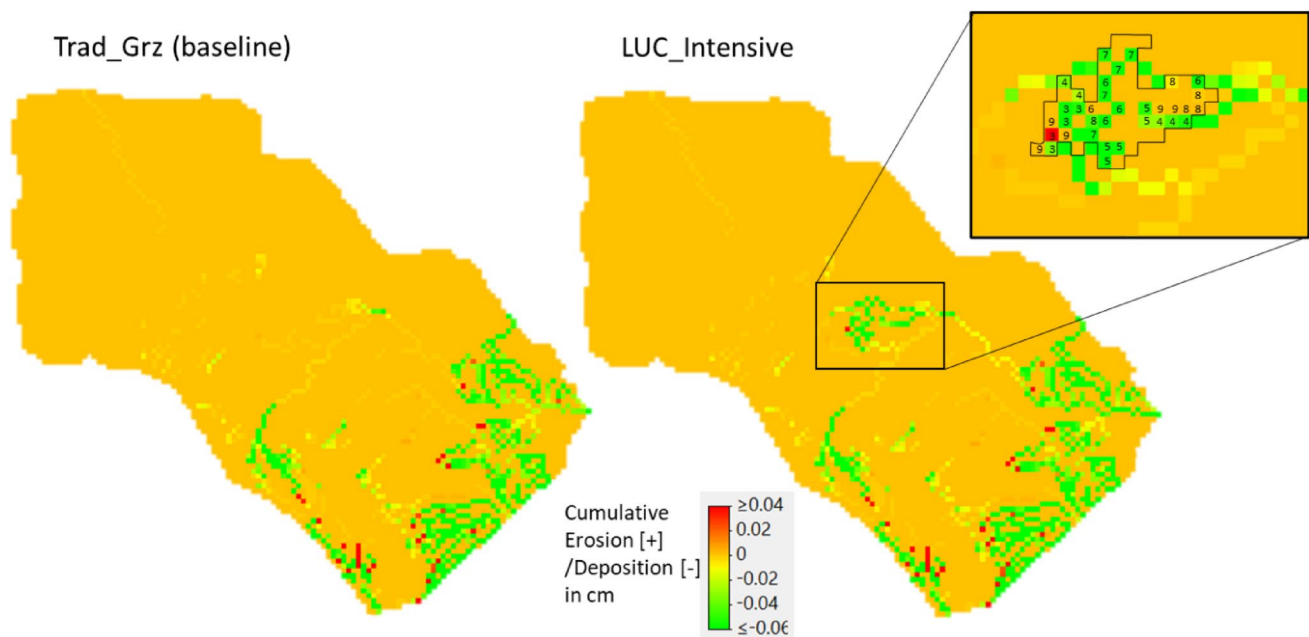 Trad_Grz (baseline)
LUC_Intensive
7 7
7
4 6 8 6
4 7 8
3 3 6 6 5 9 9 8 8
9 3 8 6 5 4 4 4
3 9 7
9 3 5 5
5
Cumulative
Erosion [+]
/Deposition [-]
in cm
≥0.04
0.02
0
-0.02
-0.04
≤-0.06